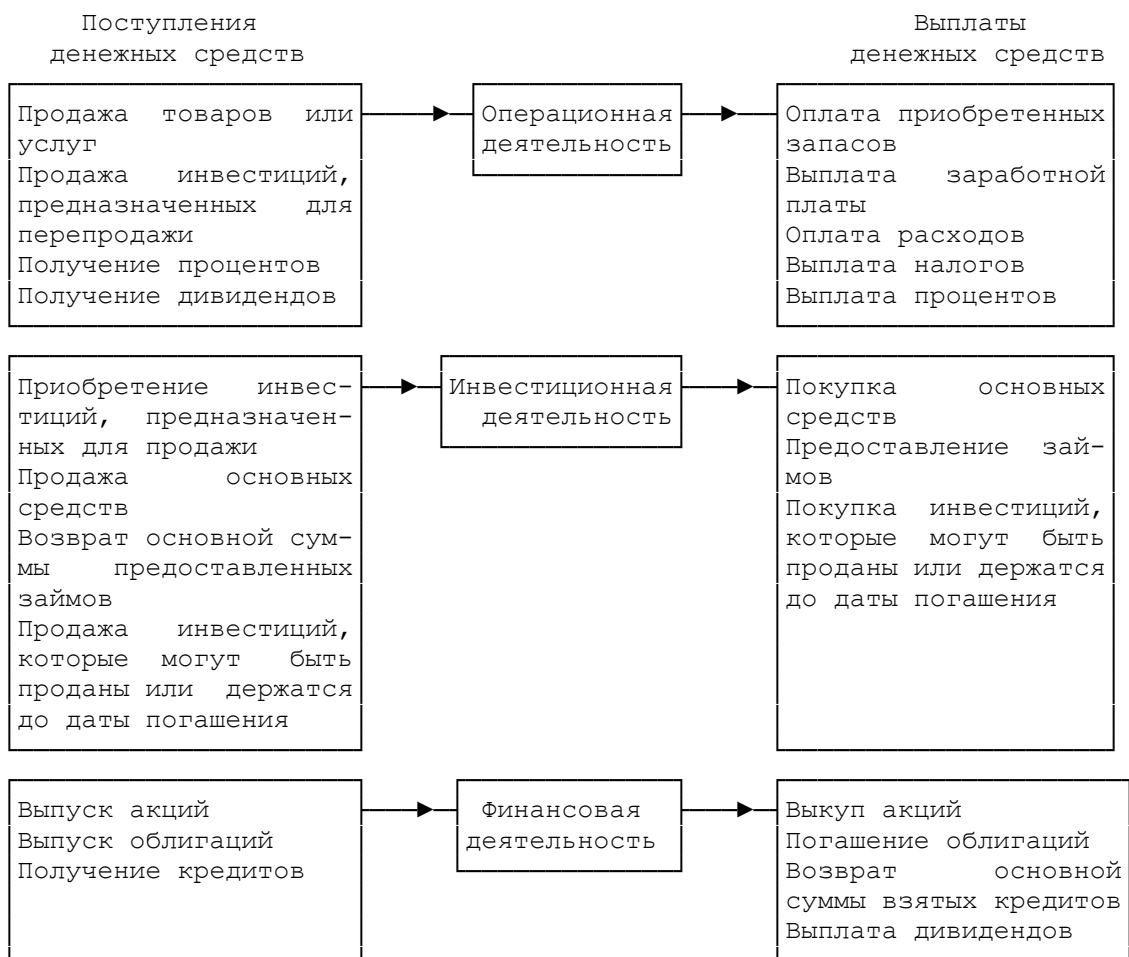 Поступления
денежных средств
Выплаты
денежных средств
Продажа товаров или
услуг
Продажа инвестиций,
предназначенных для
перепродажи
Получение процентов
Получение дивидендов
Операционная
деятельность
Оплата приобретенных
запасов
Выплата заработной
платы
Оплата расходов
Выплата налогов
Выплата процентов
Приобретение инвес-
тиций, предназначен-
ных для продажи
Продажа основных
средств
Возврат основной сум-
мы предоставленных
займов
Продажа инвестиций,
которые могут быть
проданы или держатся
до даты погашения
Инвестиционная
деятельность
Покупка основных
средств
Предоставление зай-
мов
Покупка инвестиций,
которые могут быть
проданы или держатся
до даты погашения
Выпуск акций
Выпуск облигаций
Получение кредитов
Финансовая
деятельность
Выкуп акций
Погашение облигаций
Возврат основной
суммы взятых кредитов
Выплата дивидендов